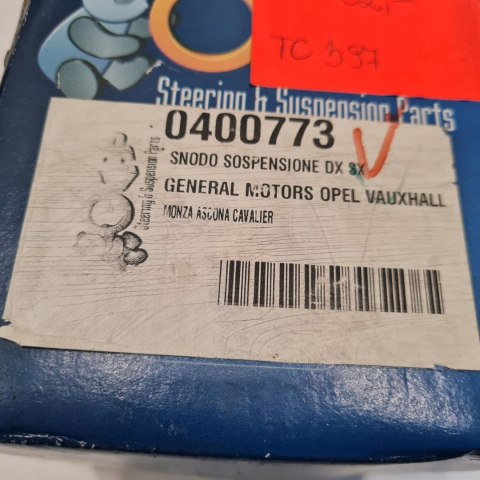 TC 397
Steering & Suspension Parts
0400773
SNODO SOSPENSIONE DX SX
GENERAL MOTORS OPEL VAUXHALL
MONZA ASCONA CAVALIER
Steering & Suspension Parts